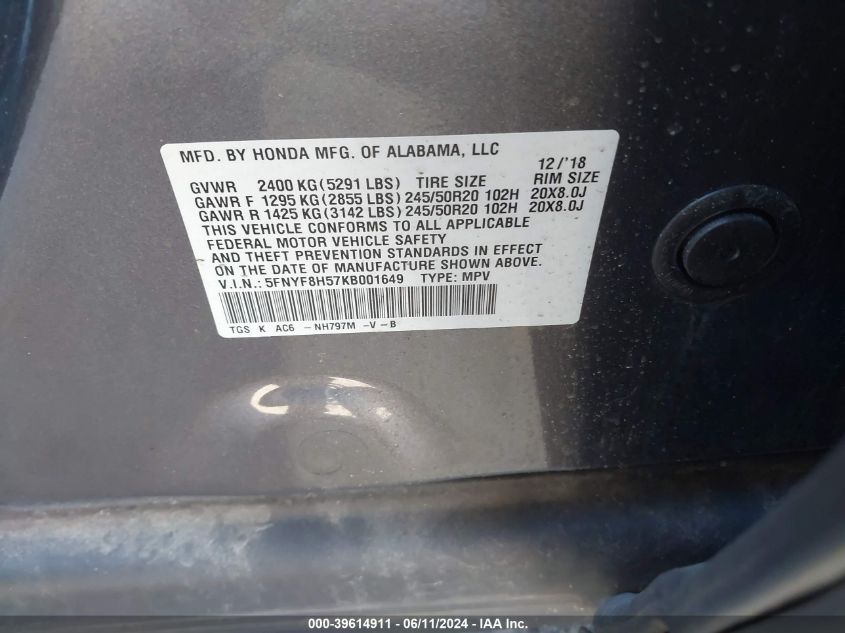 MFD. BY HONDA MFG. OF ALABAMA, LLC 12/'18
GVWR 2400 KG(5291 LBS) TIRE SIZE RIM SIZE
GAWR F 1295 KG(2855 LBS) 245/50R20 102H 20X8.0J
GAWR R 1425 KG(3142 LBS) 245/50R20 102H 20X8.0J
THIS VEHICLE CONFORMS TO ALL APPLICABLE
FEDERAL MOTOR VEHICLE SAFETY
AND THEFT PREVENTION STANDARDS IN EFFECT
ON THE DATE OF MANUFACTURE SHOWN ABOVE.
V.I.N.: 5FNYF8H57KB001649 TYPE: MPV
TGS K AC6 - NH797M -V-B
000-39614911 - 06/11/2024 - IAA Inc.